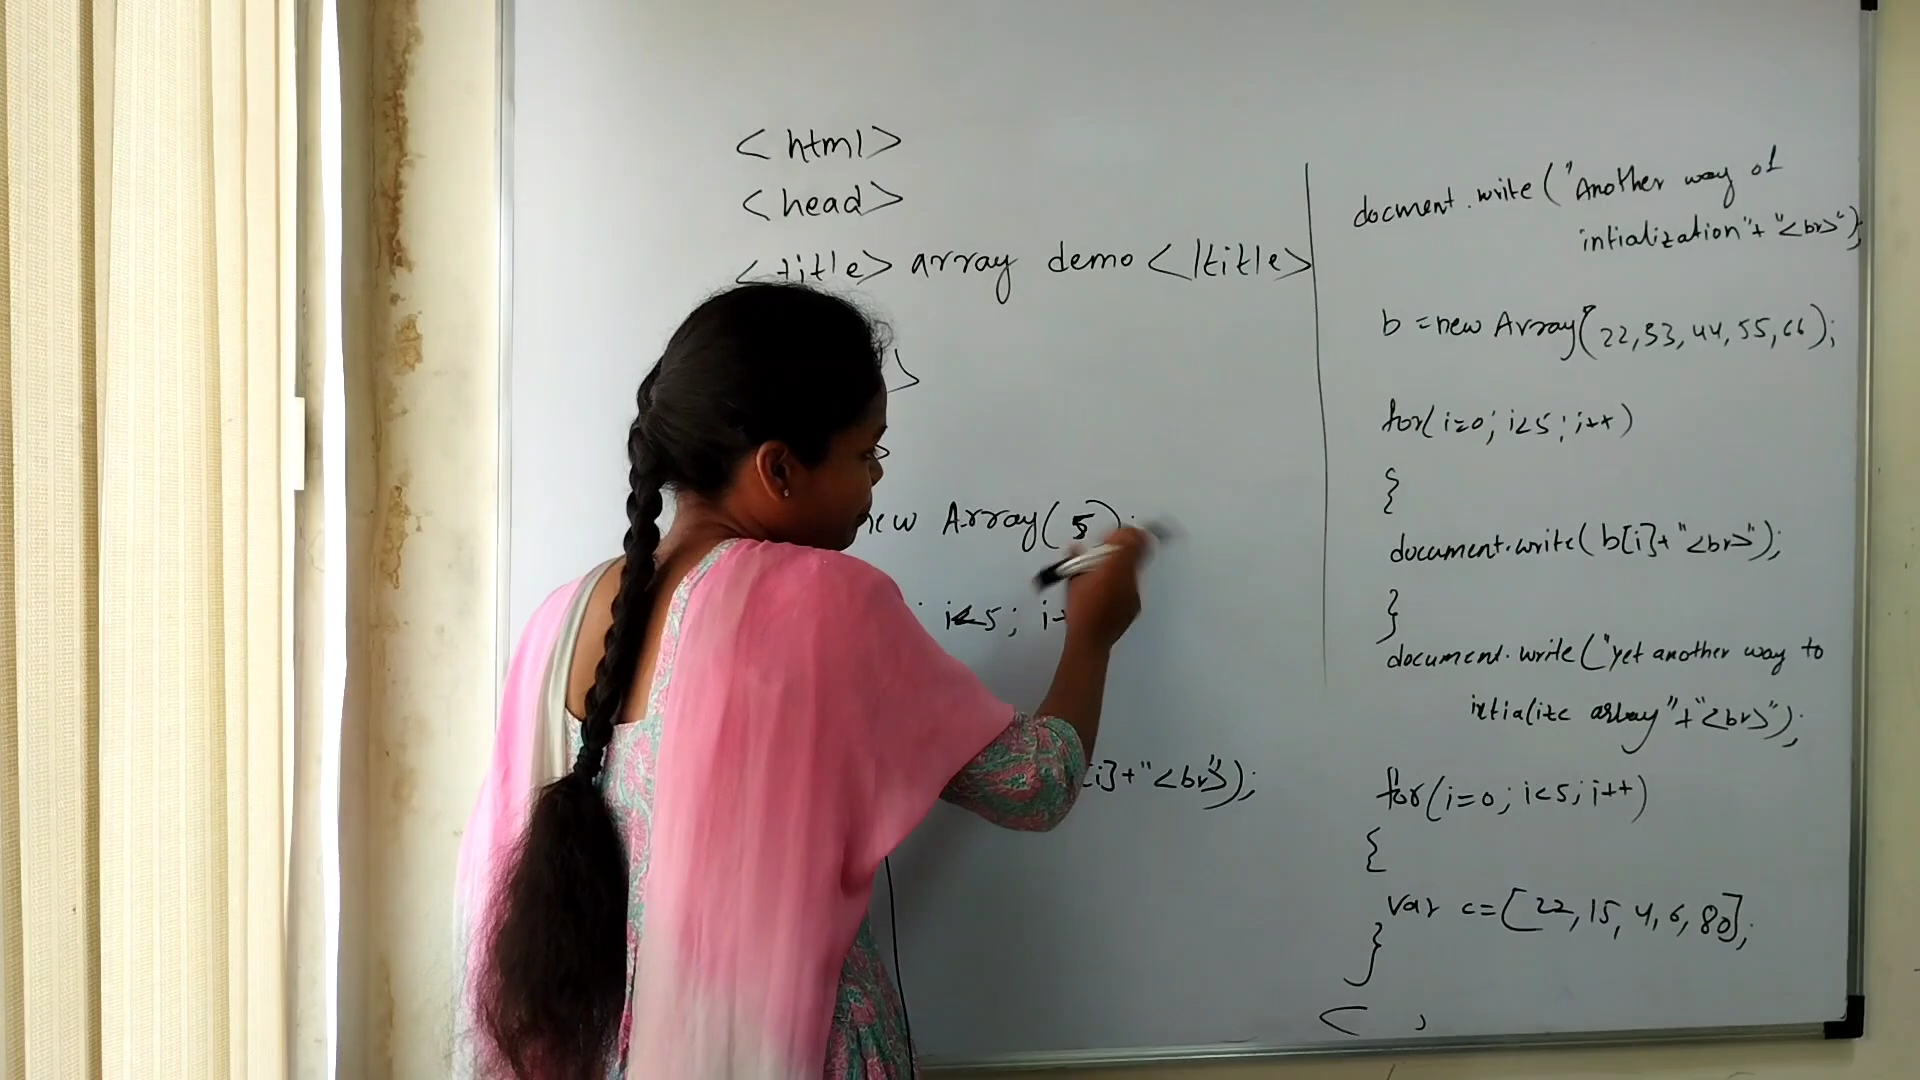 <html>
<head>
<title> array demo </title>
>
new Array(5);
i<5; i+
[i]+"<br>");
document.write("Another way of
intialization"+"<br>");
b =new Array(22,33,44,55,66);
for(i=0; i<5; i++)
{
document.write(b[i]+"<br>");
}
document.write("yet another way to
intialize array"+"<br>");
for(i=0; i<5; i++)
{
var c=[22,15,4,6,80];
}
<